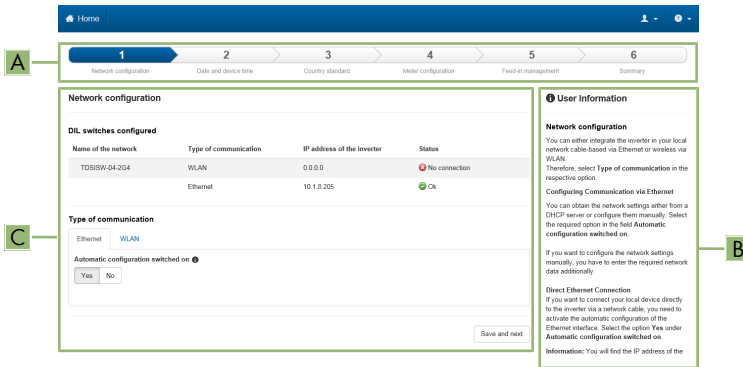 Home
A
1 2 3 4 5 6
Network configuration Date and device time Country standard Meter configuration Feed-in management Summary
Network configuration
DIL switches configured
Name of the network Type of communication IP address of the inverter Status
TDSISW-04-2G4 WLAN 0.0.0.0 No connection
Ethernet 10.1.8.205 Ok
C
Type of communication
Ethernet WLAN
Automatic configuration switched on
Yes No
Save and next
User Information
Network configuration
You can either integrate the inverter in your local
network cable-based via Ethernet or wireless via
WLAN.
Therefore, select Type of communication in the
respective option.
Configuring Communication via Ethernet
You can obtain the network settings either from a
DHCP server or configure them manually. Select
the required option in the field Automatic
configuration switched on.
B
If you want to configure the network settings
manually, you have to enter the required network
data additionally.
Direct Ethernet Connection
If you want to connect your local device directly
to the inverter via a network cable, you need to
activate the automatic configuration of the
Ethernet interface. Select the option Yes under
Automatic configuration switched on.
Information: You will find the IP address of the